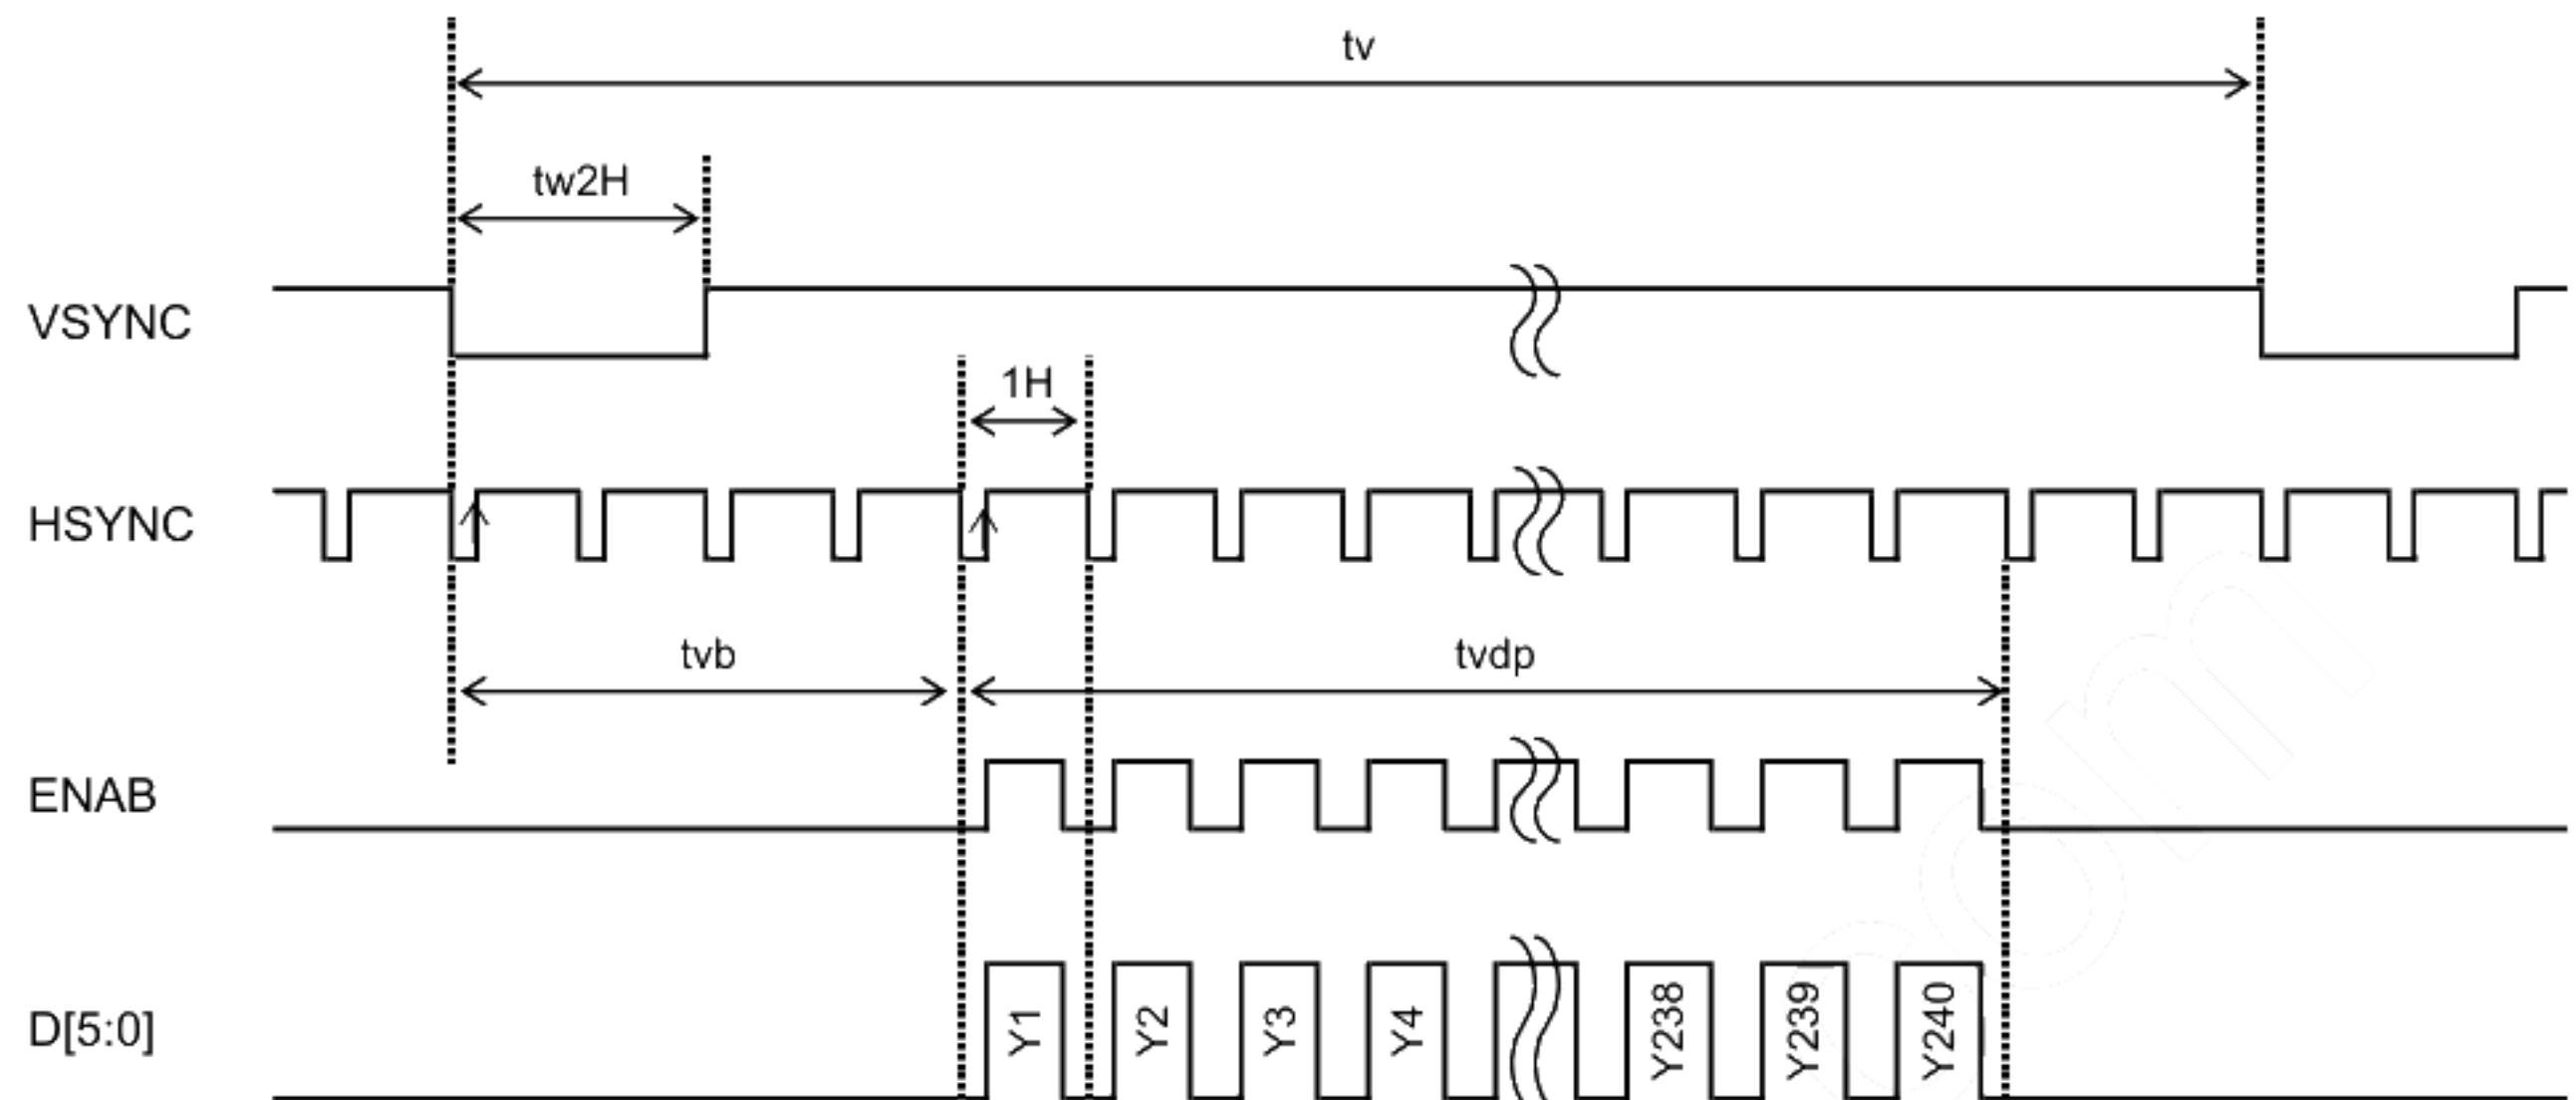 tv
tw2H
VSYNC
1H
HSYNC
tvb
tvdp
ENAB
D[5:0]
Y1
Y2
Y3
Y4
Y238
Y239
Y240